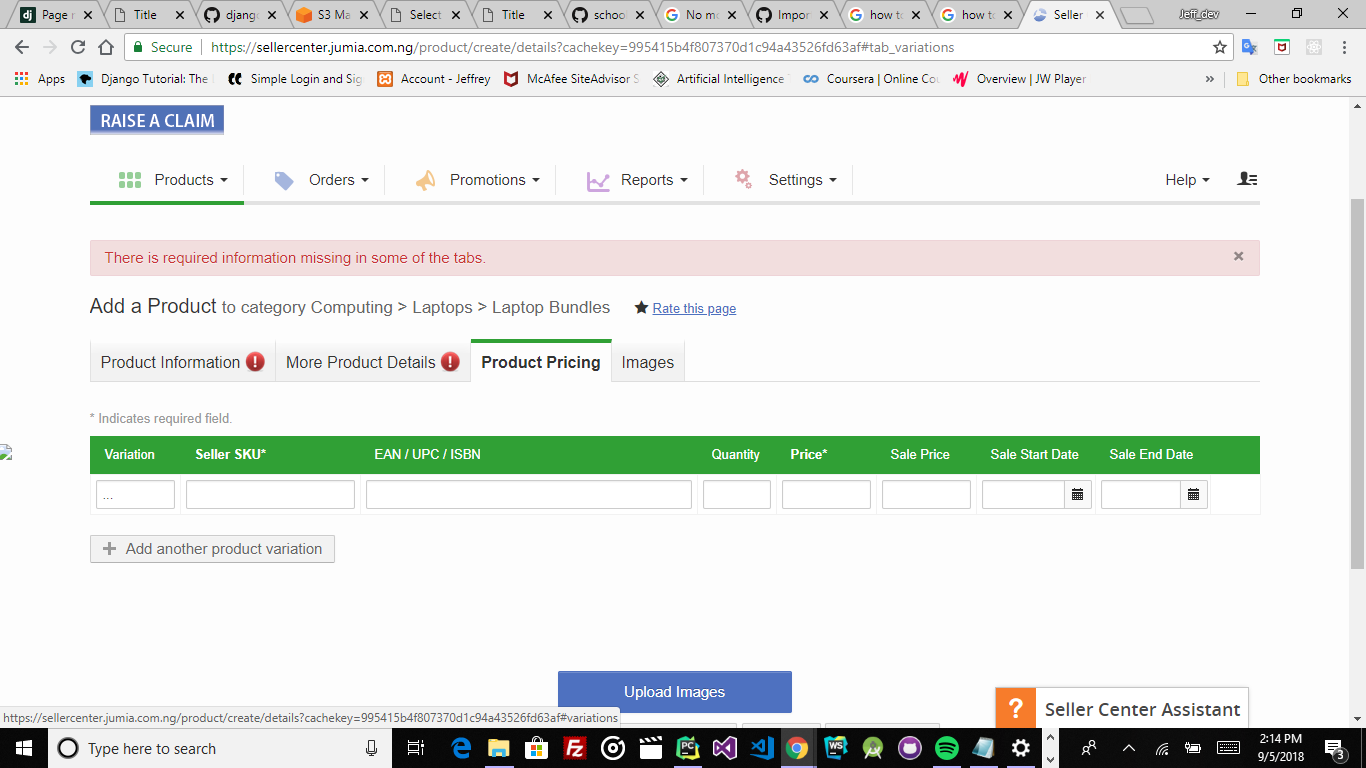 Page r
Title
djang
S3 Ma
Select
Title
school
No mo
Import
how to
how to
Seller
Jeff_dev
Secure
https://sellercenter.jumia.com.ng/product/create/details?cachekey=995415b4f807370d1c94a43526fd63af#tab_variations
Apps
Django Tutorial: The
Simple Login and Sig
Account - Jeffrey
McAfee SiteAdvisor S
Artificial Intelligence
Coursera | Online Cou
Overview | JW Player
»
Other bookmarks
RAISE A CLAIM
Products
Orders
Promotions
Reports
Settings
Help
There is required information missing in some of the tabs.
Add a Product to category Computing > Laptops > Laptop Bundles
Rate this page
Product Information
More Product Details
Product Pricing
Images
* Indicates required field.
Variation
Seller SKU*
EAN / UPC / ISBN
Quantity
Price*
Sale Price
Sale Start Date
Sale End Date
...
Add another product variation
Upload Images
? Seller Center Assistant
https://sellercenter.jumia.com.ng/product/create/details?cachekey=995415b4f807370d1c94a43526fd63af#variations
Type here to search
2:14 PM
9/5/2018
3